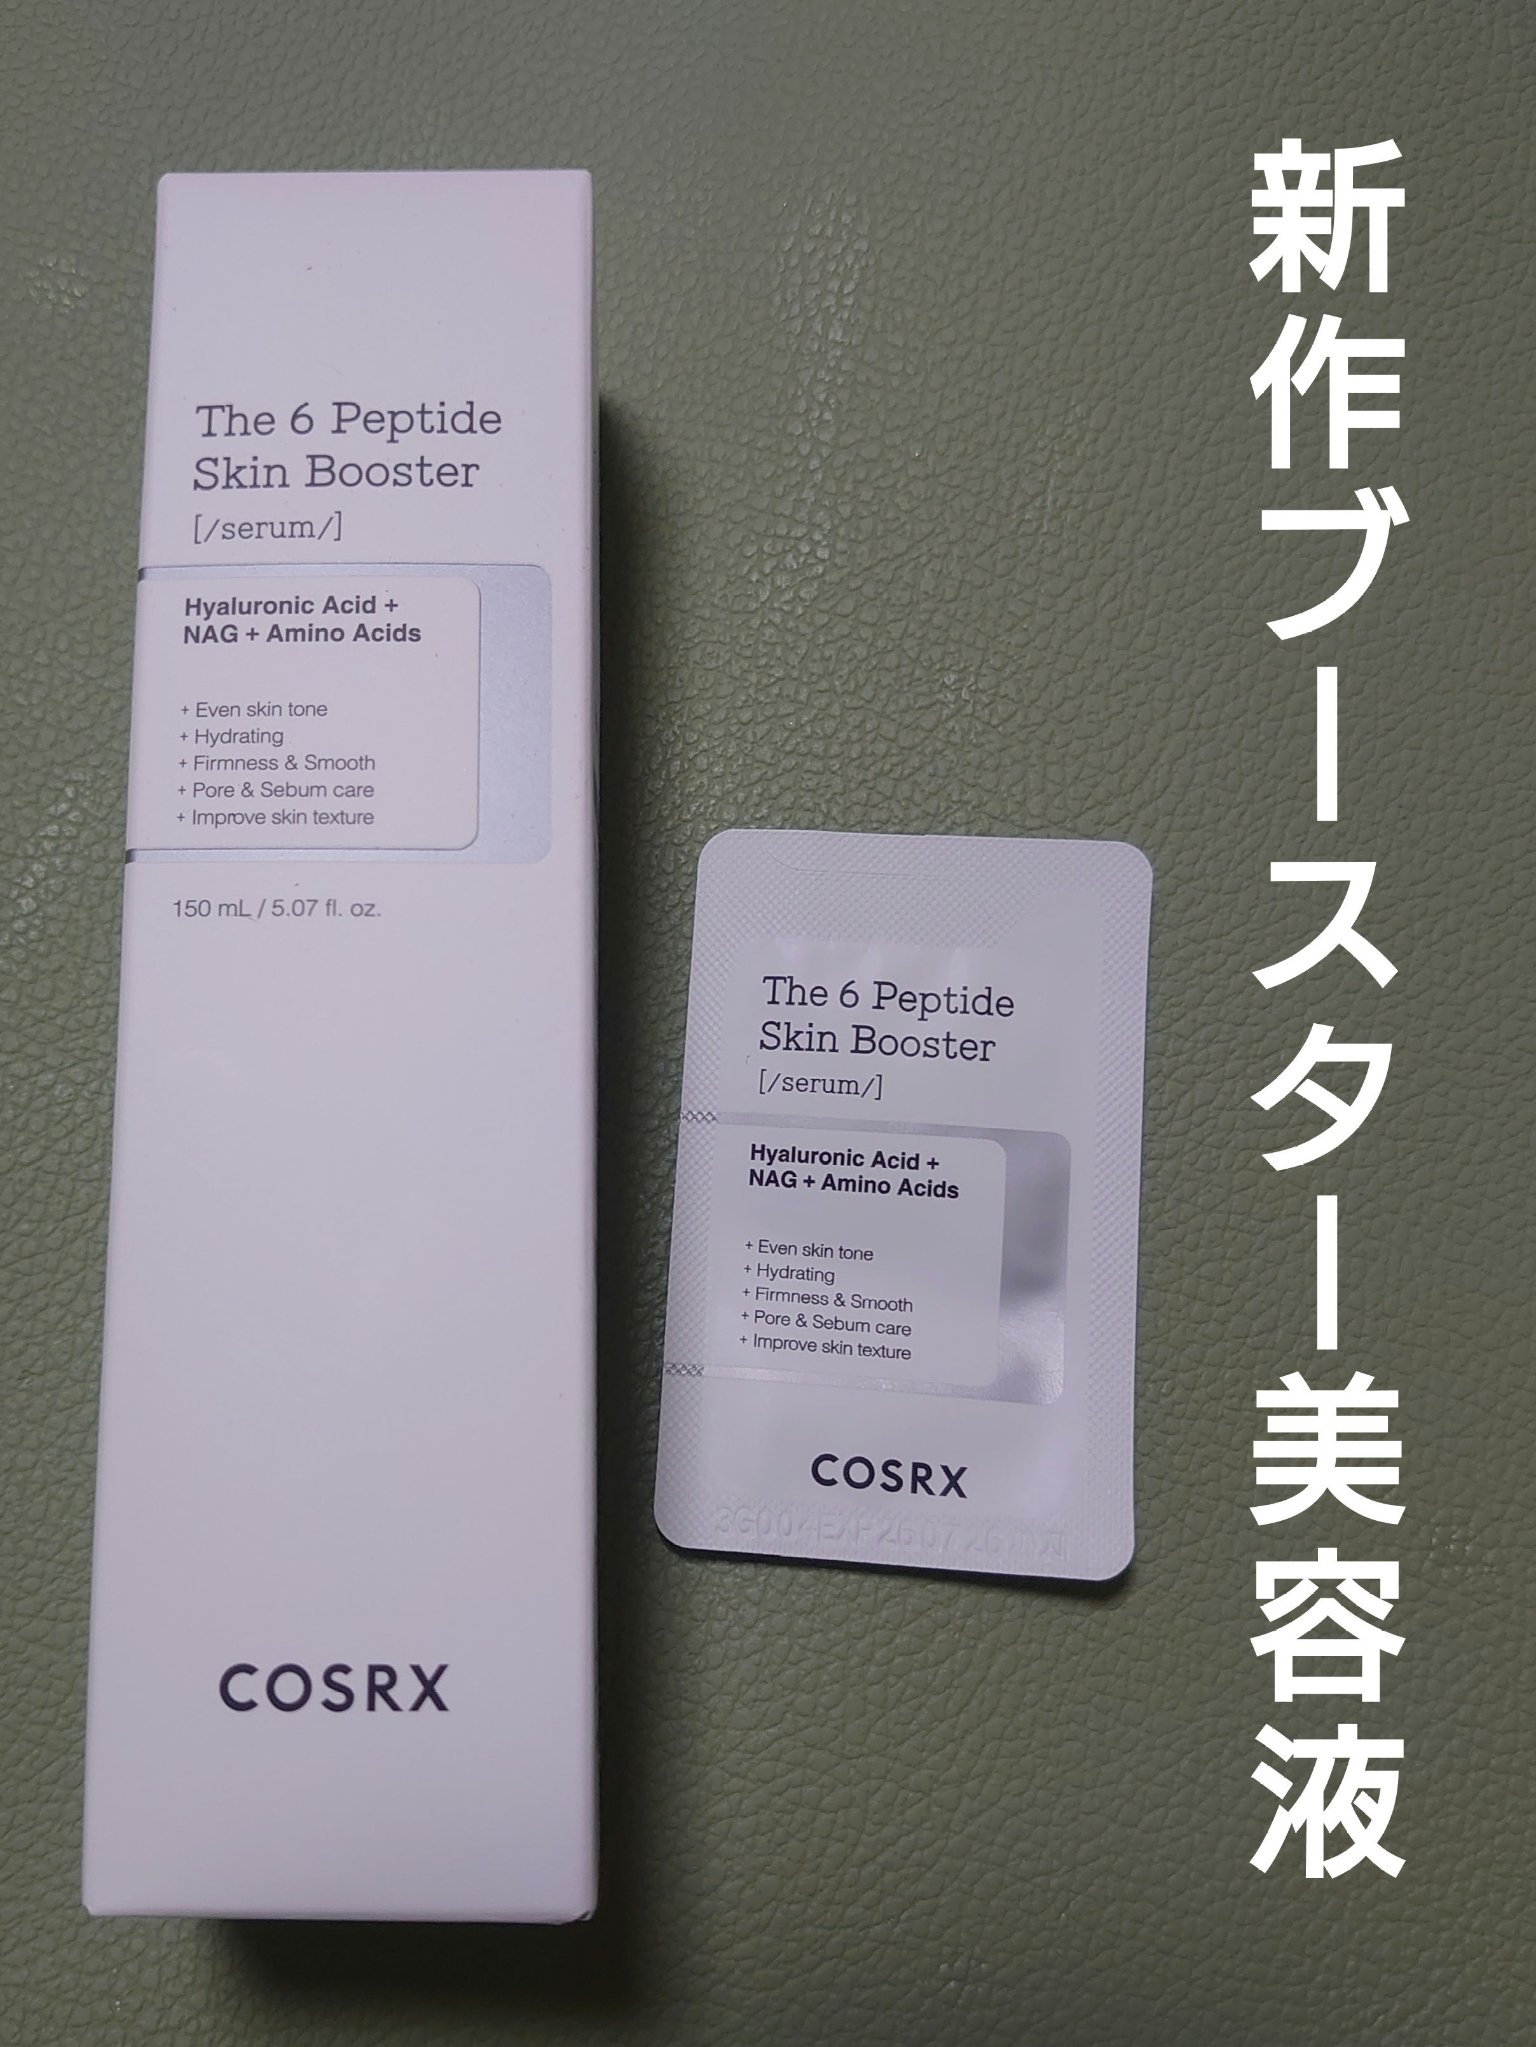 The 6 Peptide
Skin Booster
[/serum/]
Hyaluronic Acid +
NAG + Amino Acids
+ Even skin tone
+ Hydrating
+ Firmness & Smooth
+ Pore & Sebum care
+ Improve skin texture
150 mL / 5.07 fl. oz.
COSRX
The 6 Peptide
Skin Booster
[/serum/]
Hyaluronic Acid +
NAG + Amino Acids
+ Even skin tone
+ Hydrating
+ Firmness & Smooth
+ Pore & Sebum care
+ Improve skin texture
COSRX
新作ブースター美容液